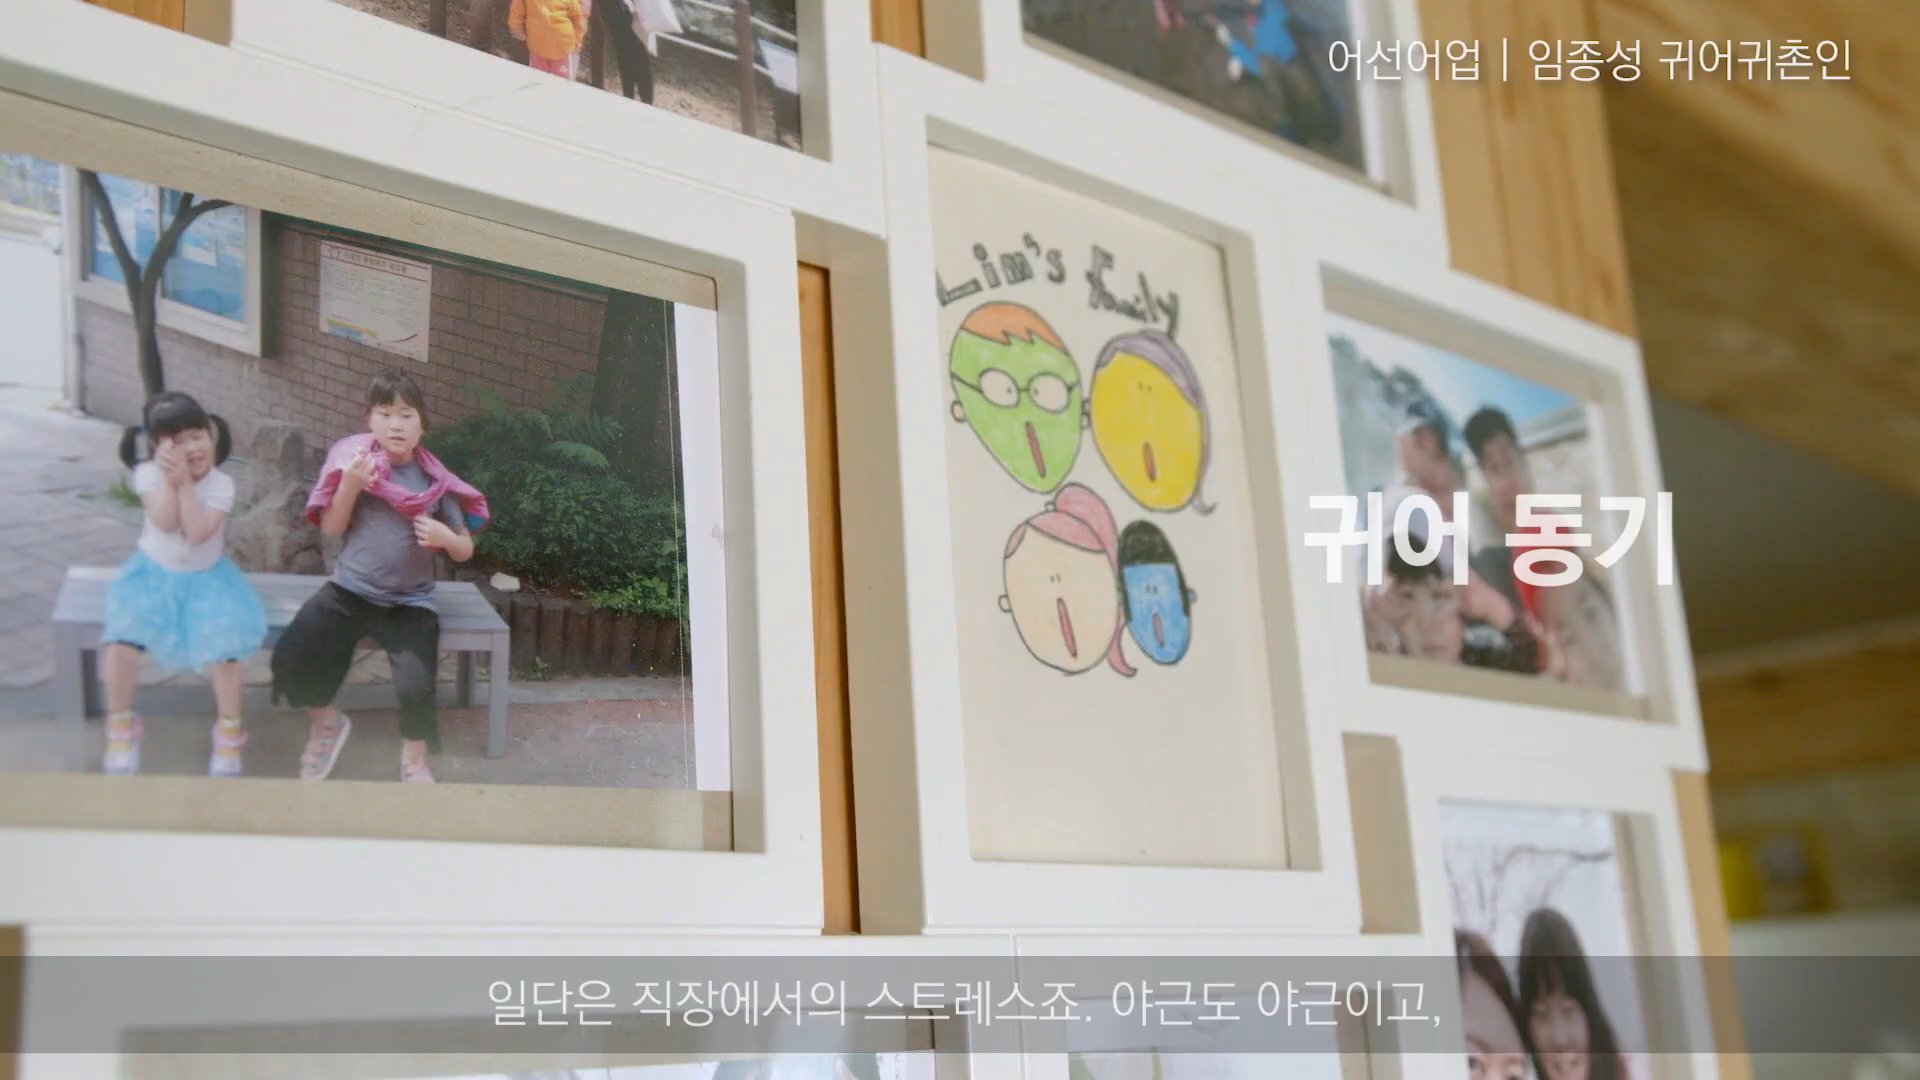 어선어업 | 임종성 귀어귀촌인
Lim's Family
귀어 동기
일단은 직장에서의 스트레스죠. 야근도 야근이고,